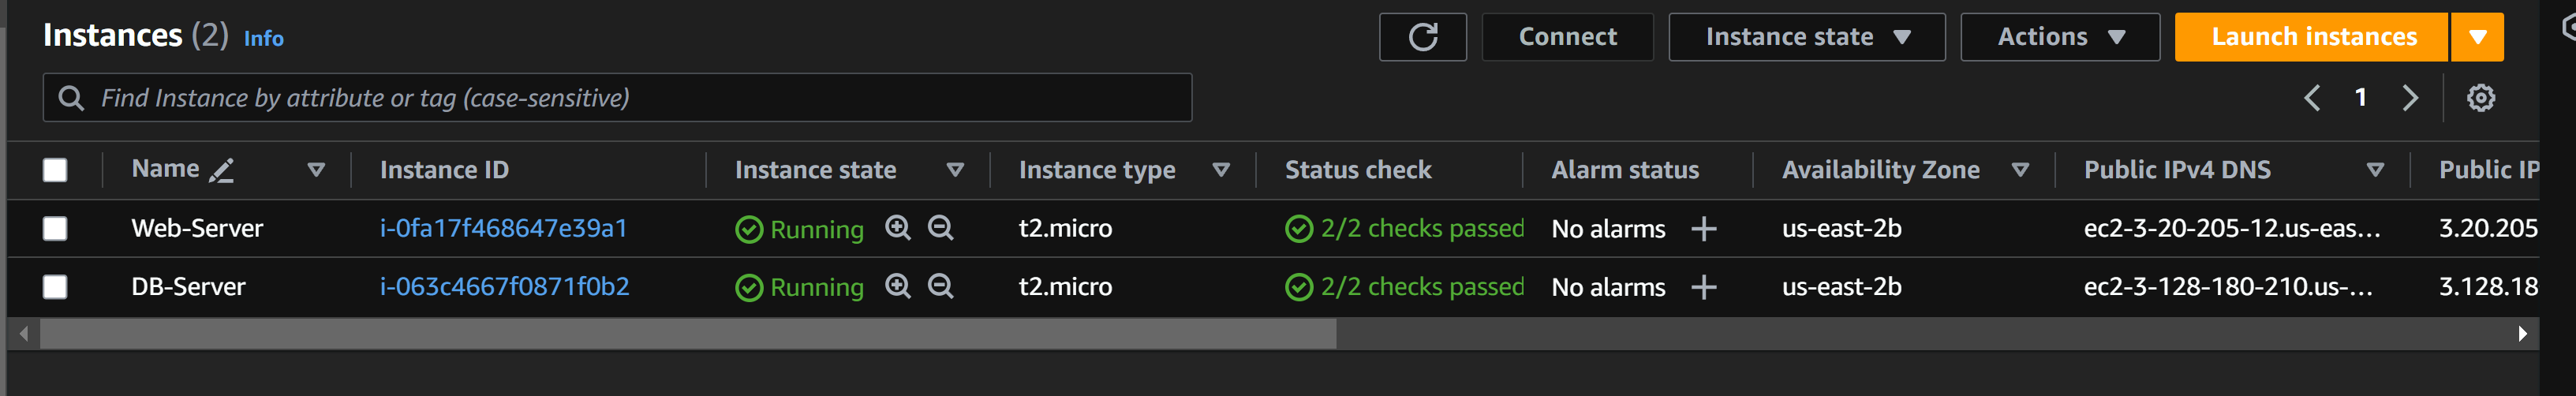 Instances (2) Info
Connect
Instance state
Actions
Launch instances
Find Instance by attribute or tag (case-sensitive)
1
Name Instance ID Instance state Instance type Status check Alarm status Availability Zone Public IPv4 DNS Public IP
Web-Server i-0fa17f468647e39a1 Running t2.micro 2/2 checks passed No alarms + us-east-2b ec2-3-20-205-12.us-eas... 3.20.205
DB-Server i-063c4667f0871f0b2 Running t2.micro 2/2 checks passed No alarms + us-east-2b ec2-3-128-180-210.us-... 3.128.18